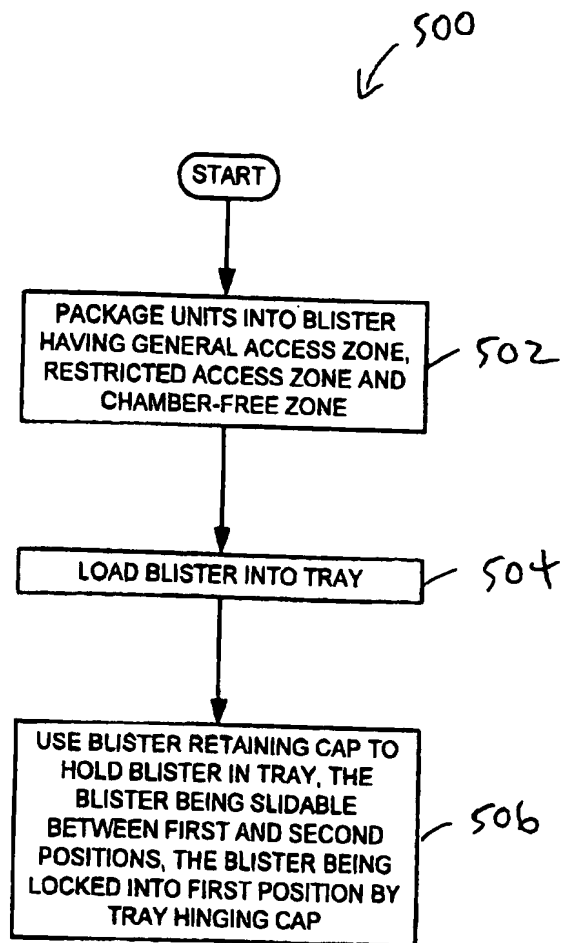 500
START
PACKAGE UNITS INTO BLISTER
HAVING GENERAL ACCESS ZONE,
RESTRICTED ACCESS ZONE AND
CHAMBER-FREE ZONE
502
LOAD BLISTER INTO TRAY
504
USE BLISTER RETAINING CAP TO
HOLD BLISTER IN TRAY, THE
BLISTER BEING SLIDABLE
BETWEEN FIRST AND SECOND
POSITIONS, THE BLISTER BEING
LOCKED INTO FIRST POSITION BY
TRAY HINGING CAP
506